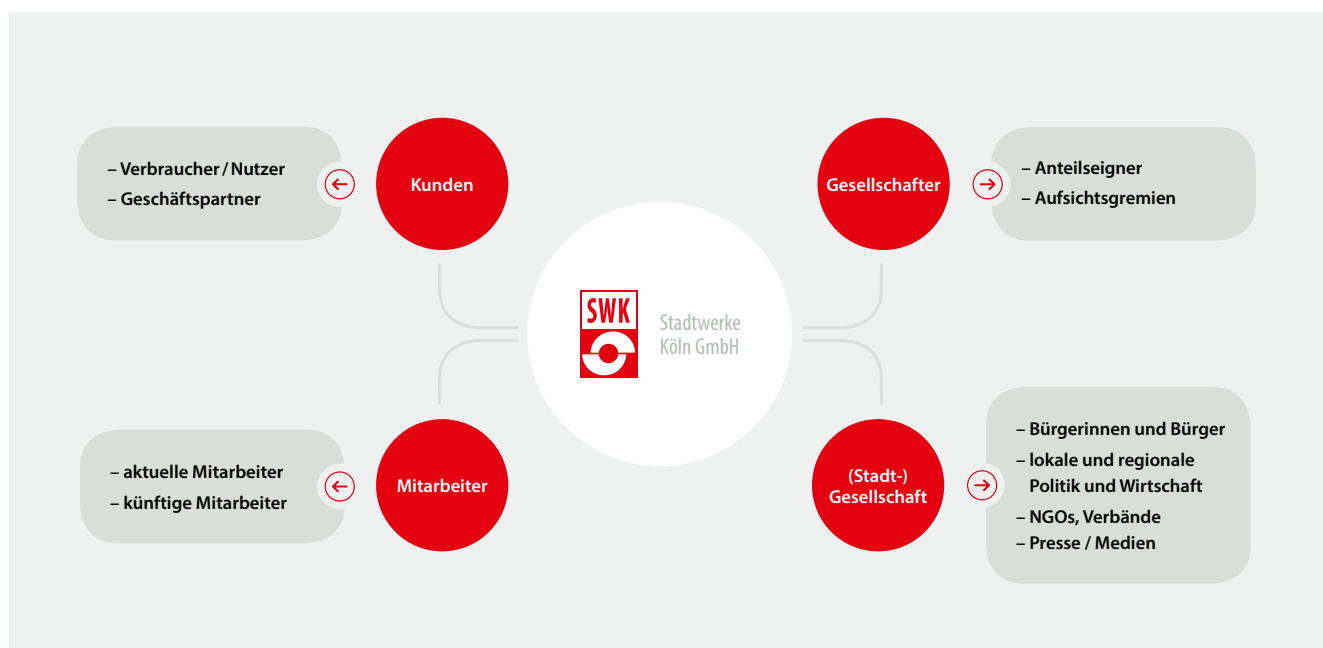 – Verbraucher / Nutzer
– Geschäftspartner
Kunden
Gesellschafter
– Anteilseigner
– Aufsichtsgremien
SWK
Stadtwerke
Köln GmbH
– aktuelle Mitarbeiter
– künftige Mitarbeiter
Mitarbeiter
(Stadt-)
Gesellschaft
– Bürgerinnen und Bürger
– lokale und regionale
Politik und Wirtschaft
– NGOs, Verbände
– Presse / Medien